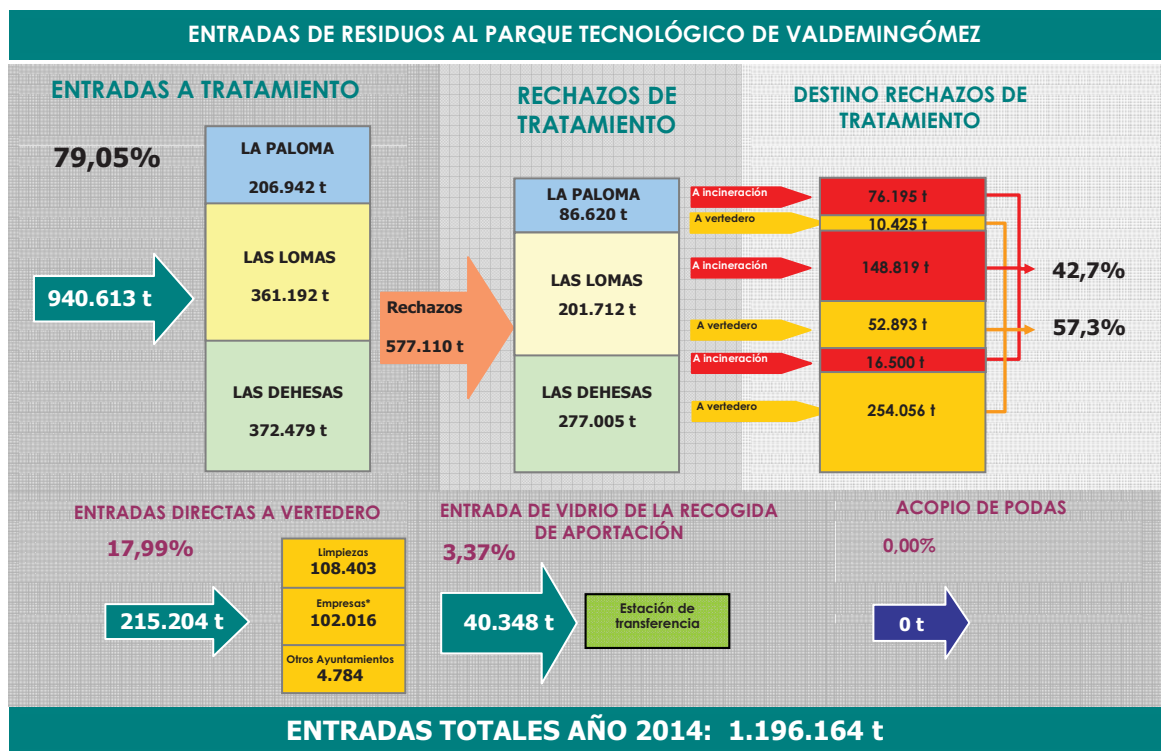 ENTRADAS DE RESIDUOS AL PARQUE TECNOLÓGICO DE VALDEMINGÓMEZ
ENTRADAS A TRATAMIENTO
79,05%
940.613 t
LA PALOMA
206.942 t
LAS LOMAS
361.192 t
LAS DEHESAS
372.479 t
Rechazos
577.110 t
RECHAZOS DE
TRATAMIENTO
LA PALOMA
86.620 t
LAS LOMAS
201.712 t
LAS DEHESAS
277.005 t
DESTINO RECHAZOS DE
TRATAMIENTO
A incineración
76.195 t
A vertedero
10.425 t
A incineración
148.819 t
A vertedero
52.893 t
A incineración
16.500 t
A vertedero
254.056 t
42,7%
57,3%
ENTRADAS DIRECTAS A VERTEDERO
17,99%
215.204 t
Limpiezas
108.403
Empresas*
102.016
Otros Ayuntamientos
4.784
ENTRADA DE VIDRIO DE LA RECOGIDA
DE APORTACIÓN
3,37%
40.348 t
Estación de
transferencia
ACOPIO DE PODAS
0,00%
0 t
ENTRADAS TOTALES AÑO 2014: 1.196.164 t